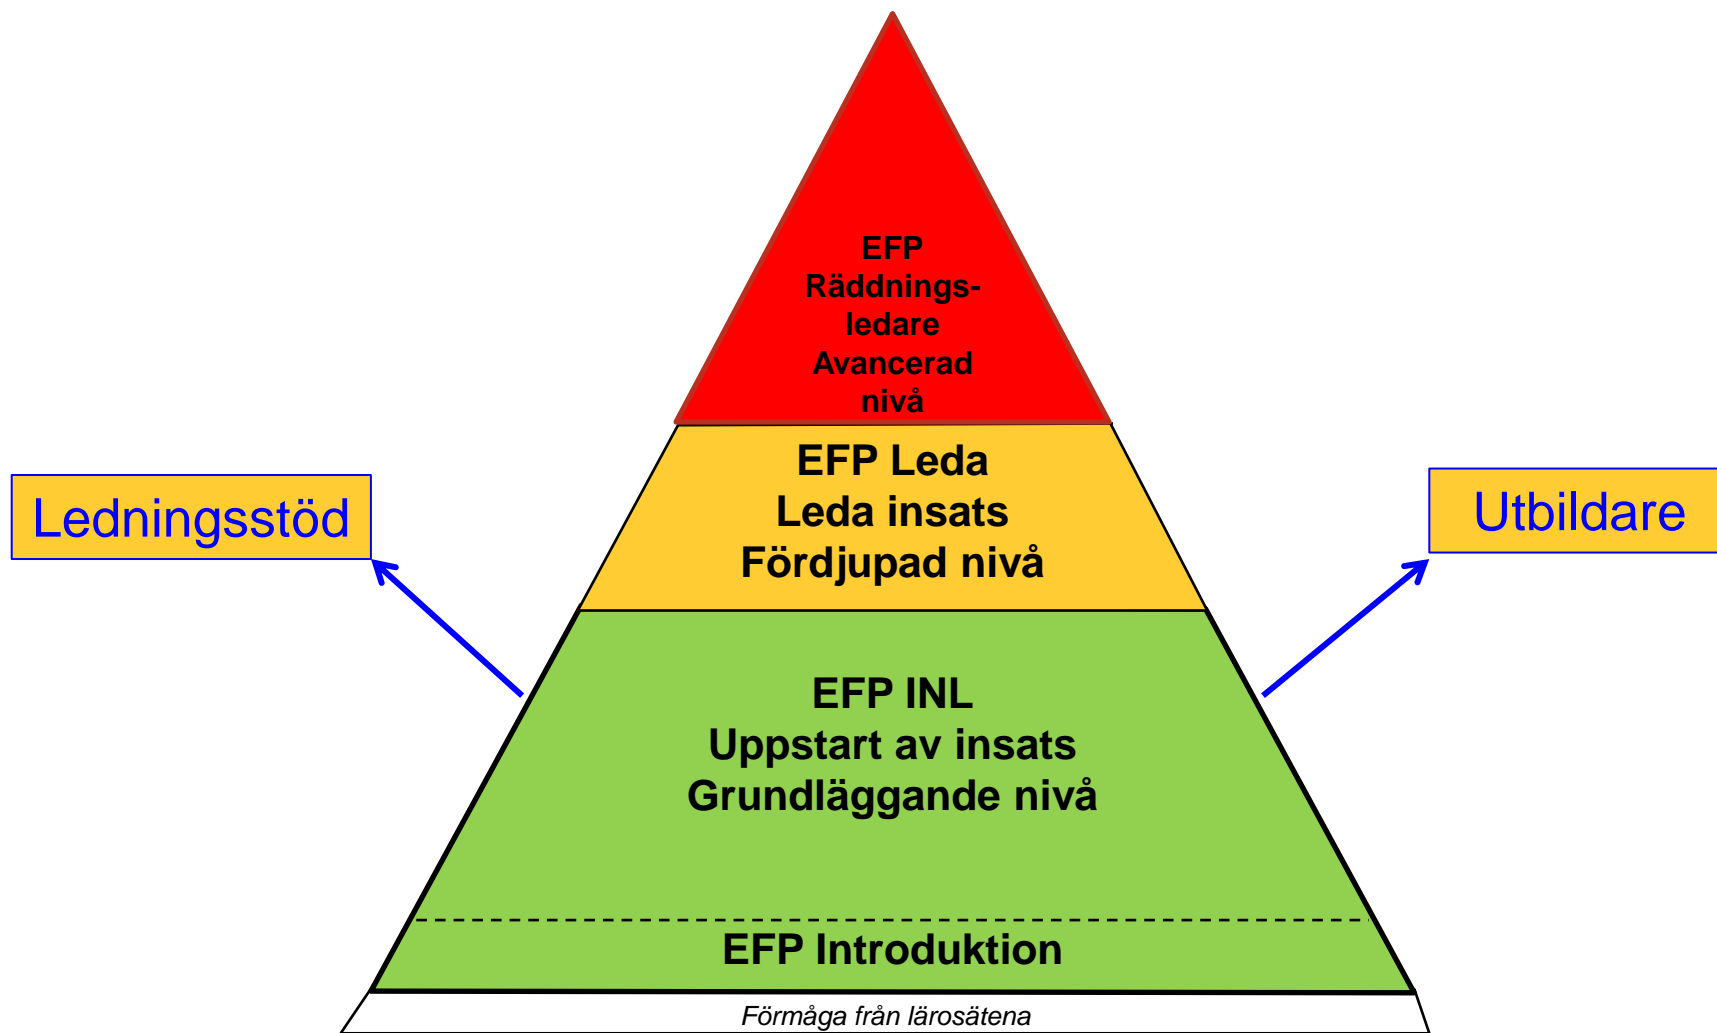 EFP
Räddnings-
ledare
Avancerad
nivå
EFP Leda
Leda insats
Fördjupad nivå
Ledningsstöd
Utbildare
EFP INL
Uppstart av insats
Grundläggande nivå
EFP Introduktion
Förmåga från lärosätena